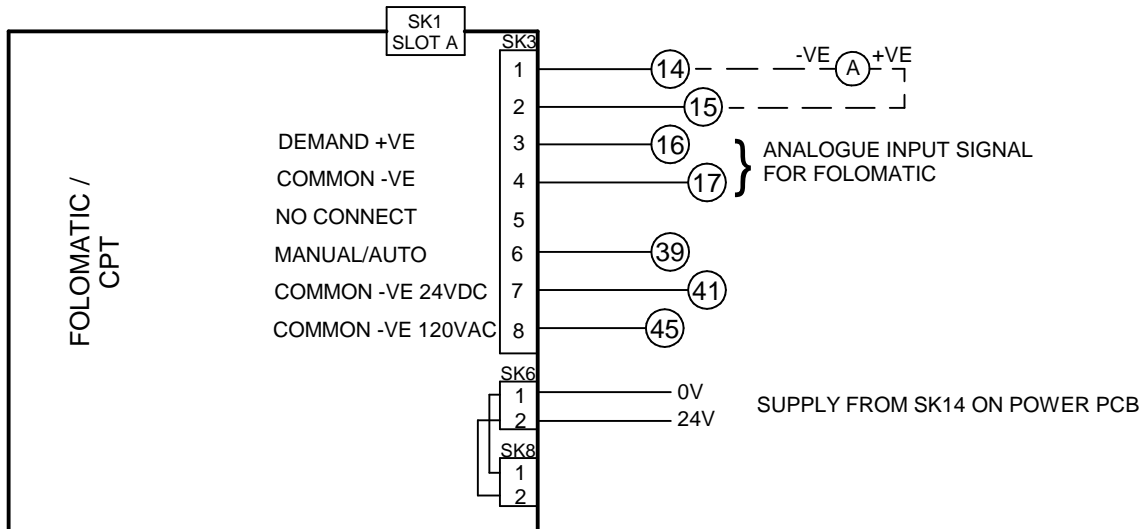 SK1
SLOT A
SK3
1 14 -VE A +VE
2 15
DEMAND +VE 3 16
COMMON -VE 4 17
ANALOGUE INPUT SIGNAL
FOR FOLOMATIC
NO CONNECT 5
MANUAL/AUTO 6 39
COMMON -VE 24VDC 7 41
COMMON -VE 120VAC 8 45
FOLOMATIC /
CPT
SK6
1 0V
2 24V
SUPPLY FROM SK14 ON POWER PCB
SK8
1
2